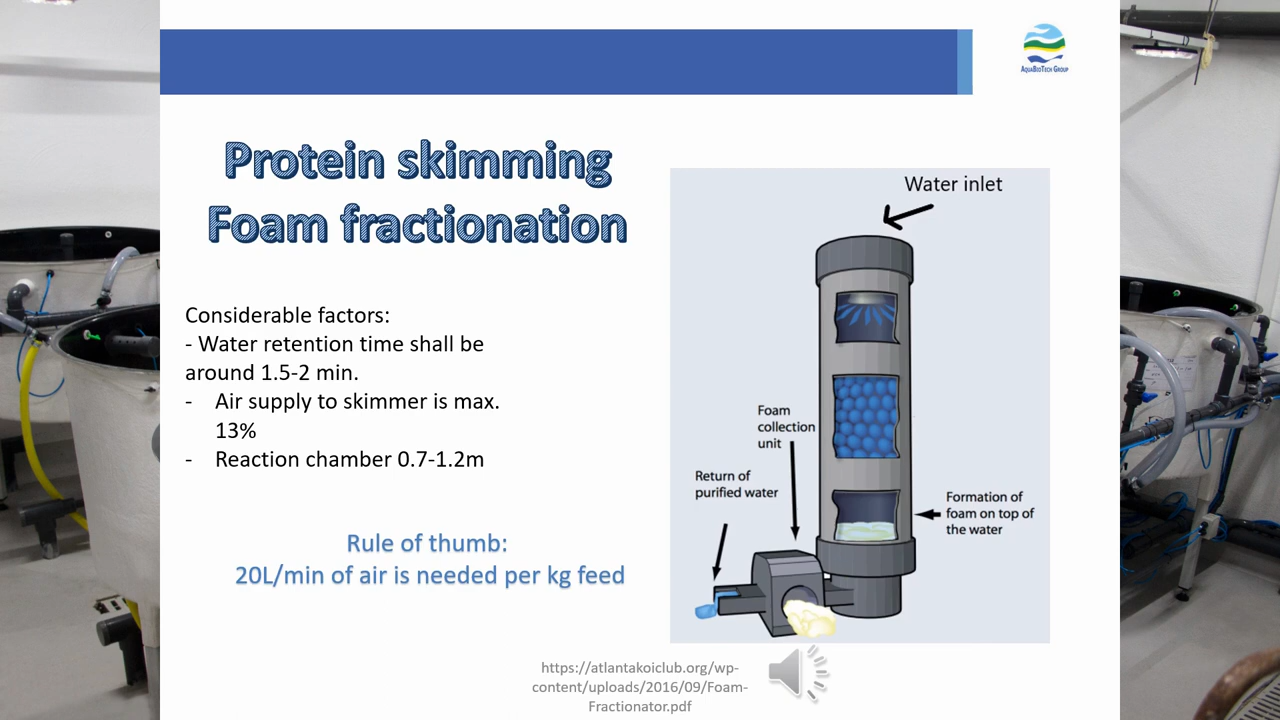 AquaBioTech Group
Protein skimming
Foam fractionation
Considerable factors:
- Water retention time shall be
around 1.5-2 min.
- Air supply to skimmer is max.
13%
- Reaction chamber 0.7-1.2m
Rule of thumb:
20L/min of air is needed per kg feed
Water inlet
Foam
collection
unit
Return of
purified water
Formation of
foam on top of
the water
https://atlantakoiclub.org/wp-
content/uploads/2016/09/Foam-
Fractionator.pdf